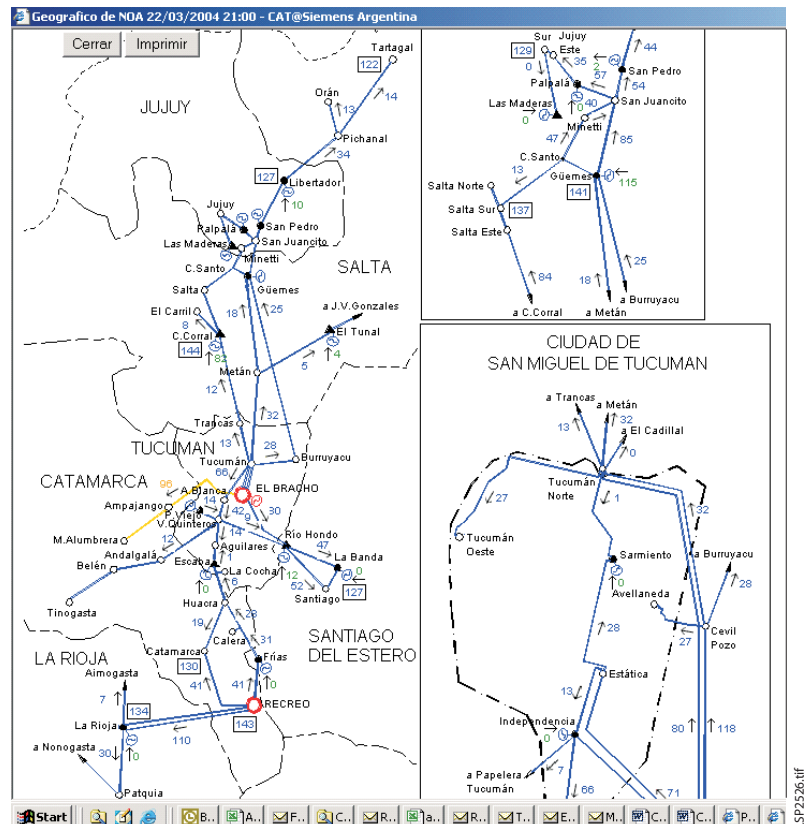 Geografico de NOA 22/03/2004 21:00 - CAT@Siemens Argentina
Cerrar
Imprimir
Tartagal
122
14
Orán
13
Pichanal
34
JUJUY
127
Libertador
10
Jujuy
San Pedro
Palpalá
San Juancito
Las Maderas
Minetti
C.Santo
SALTA
Salta
Güemes
18
25
a J.V.Gonzales
El Carril
8
C.Corral
144
82
El Tunal
5
4
Metán
12
Trancas
32
TUCUMAN
13
28
Tucumán
Burruyacu
66
CATAMARCA
96
A.Blanca
EL BRACHO
Ampajango
P.Viejo
14
42
30
V.Quinteros
9
14
Río Hondo
M.Alumbrera
12
47
Andalgalá
Aguilares
La Banda
Belén
Escaba
1
0
La Cocha
12
0
6
52
127
Santiago
Tinogasta
Huacra
28
19
Calera
31
SANTIAGO
DEL ESTERO
Catamarca
130
Frías
LA RIOJA
0
Aimogasta
41
41
7
134
RECREO
143
La Rioja
110
30
0
a Nonogasta
Patquia
129
Sur
Jujuy
Este
44
0
35
2
57
San Pedro
Palpalá
54
Las Maderas
0
40
San Juancito
0
Minetti
47
85
C.Santo
13
Güemes
141
115
Salta Norte
137
Salta Sur
Salta Este
84
18
25
a C.Corral
a Metán
a Burruyacu
CIUDAD DE
SAN MIGUEL DE TUCUMAN
a Trancas
a Metán
32
13
a El Cadillal
0
Tucumán
Norte
27
1
32
Tucumán
Oeste
Sarmiento
a Burruyacu
0
28
Avellaneda
Cevil
Pozo
28
27
Estática
13
Independencia
0
80
118
a Papelera
Tucumán
7
66
71
Start
B..
A..
F..
C..
R..
a..
R..
T..
E..
M..
C..
C..
P..
SP2526.tif